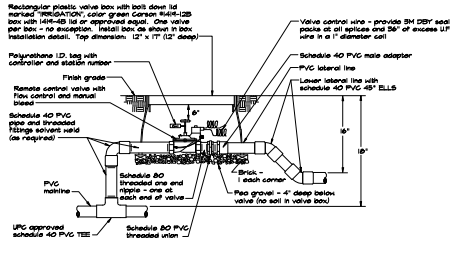 Rectangular plastic valve box with bolt down lid
marked "IRRIGATION", color green Carson #1419-12B
with 1419-4B lid or approved equal. One valve
per box - no exception. Install box as shown in box
installation detail. Top dimension: 12" x 17" (12" deep)
Polyurethane I.D. tag with
controller and station number
Finish grade
Remote control valve with
flow control and manual
bleed
Schedule 40 PVC
pipe and threaded
fittings solvent weld
(as required)
PVC
mainline
UPC approved
schedule 40 PVC TEE
Schedule 80
threaded one end
nipple - one at
each end of valve
Schedule 80 PVC
threaded union
6"
Valve control wire - provide 3M DBY seal
packs at all splices and 36" of excess U.F.
wire in a 1" diameter coil
Schedule 40 PVC male adapter
PVC lateral line
Lower lateral line with
schedule 40 PVC 45° ELLS
16"
18"
Brick -
1 each corner
Pea gravel - 4" deep below
valve (no soil in valve box)